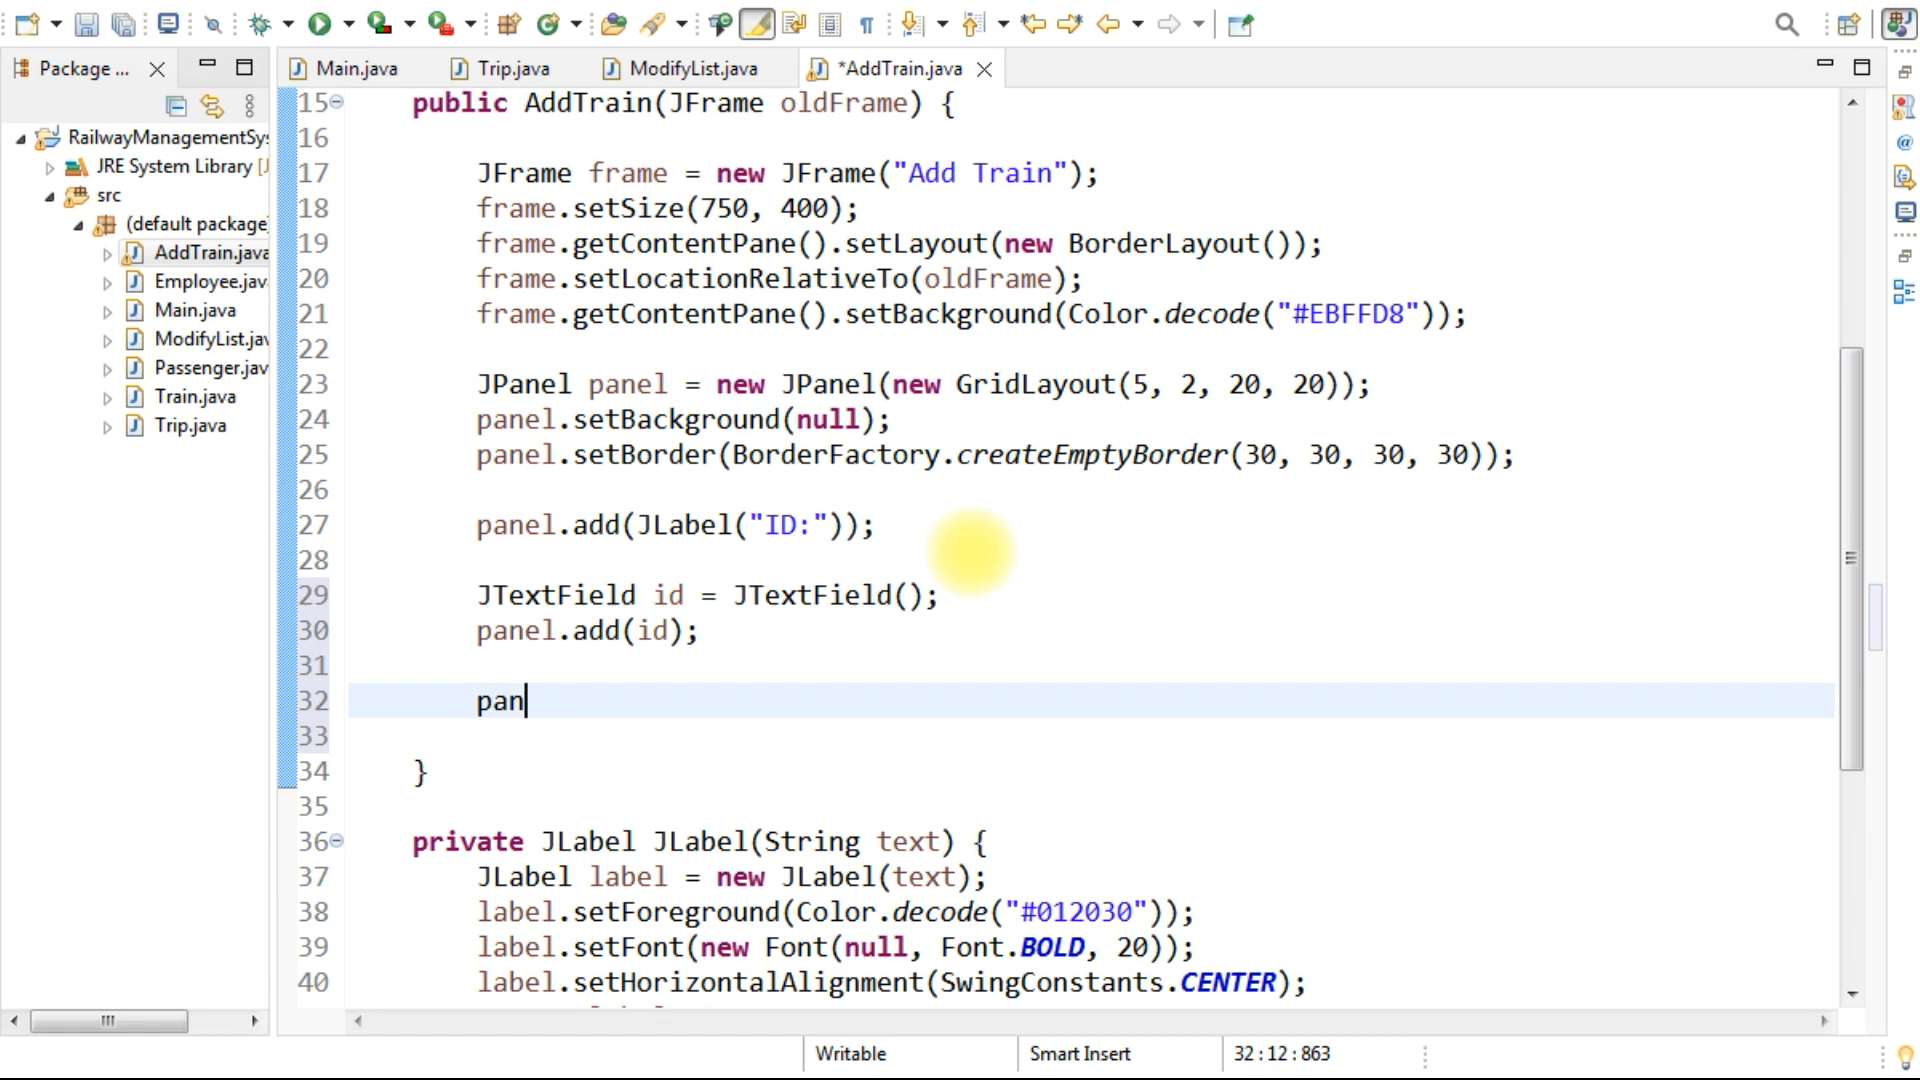 Package ...
Main.java
Trip.java
ModifyList.java
*AddTrain.java
RailwayManagementSys
JRE System Library [J
src
(default package)
AddTrain.java
Employee.jav
Main.java
ModifyList.jav
Passenger.jav
Train.java
Trip.java
15 public AddTrain(JFrame oldFrame) {
16
17 JFrame frame = new JFrame("Add Train");
18 frame.setSize(750, 400);
19 frame.getContentPane().setLayout(new BorderLayout());
20 frame.setLocationRelativeTo(oldFrame);
21 frame.getContentPane().setBackground(Color.decode("#EBFFD8"));
22
23 JPanel panel = new JPanel(new GridLayout(5, 2, 20, 20));
24 panel.setBackground(null);
25 panel.setBorder(BorderFactory.createEmptyBorder(30, 30, 30, 30));
26
27 panel.add(JLabel("ID:"));
28
29 JTextField id = JTextField();
30 panel.add(id);
31
32 pan
33
34 }
35
36 private JLabel JLabel(String text) {
37 JLabel label = new JLabel(text);
38 label.setForeground(Color.decode("#012030"));
39 label.setFont(new Font(null, Font.BOLD, 20));
40 label.setHorizontalAlignment(SwingConstants.CENTER);
Writable
Smart Insert
32 : 12 : 863